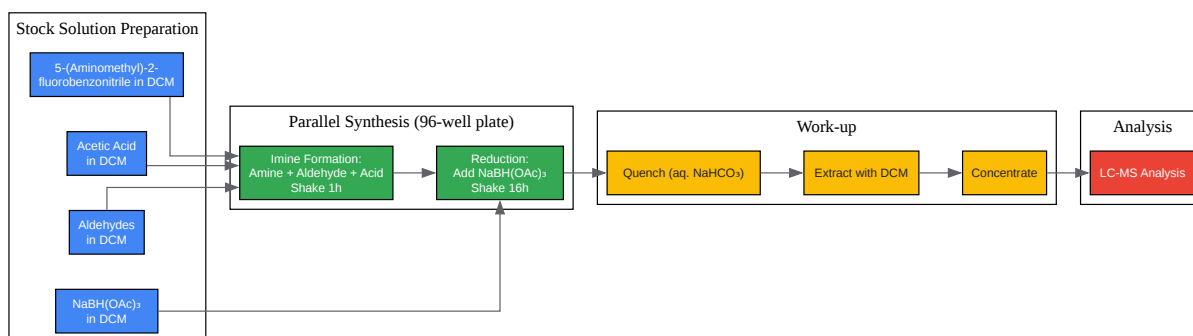 Stock Solution Preparation
5-(Aminomethyl)-2-
fluorobenzonitrile in DCM
Acetic Acid
in DCM
Aldehydes
in DCM
NaBH(OAc)₃
in DCM
Parallel Synthesis (96-well plate)
Imine Formation:
Amine + Aldehyde + Acid
Shake 1h
Reduction:
Add NaBH(OAc)₃
Shake 16h
Work-up
Quench (aq. NaHCO₃)
Extract with DCM
Concentrate
Analysis
LC-MS Analysis